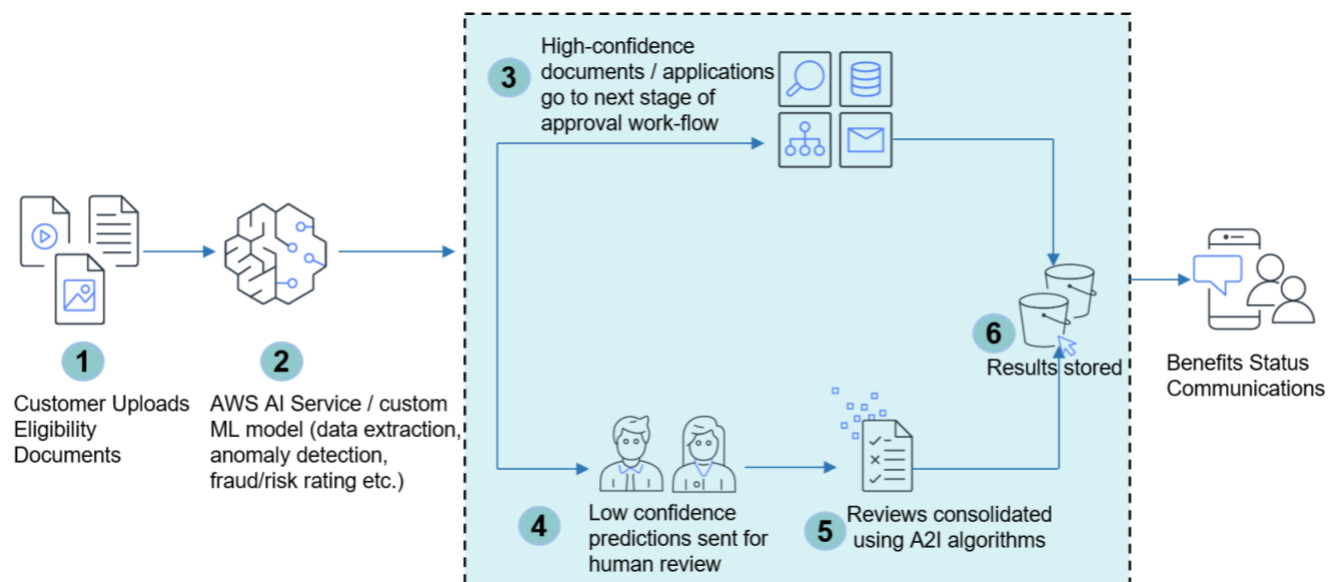 1
Customer Uploads
Eligibility
Documents
2
AWS AI Service / custom
ML model (data extraction,
anomaly detection,
fraud/risk rating etc.)
3
High-confidence
documents / applications
go to next stage of
approval work-flow
4
Low confidence
predictions sent for
human review
5
Reviews consolidated
using A2I algorithms
6
Results stored
Benefits Status
Communications